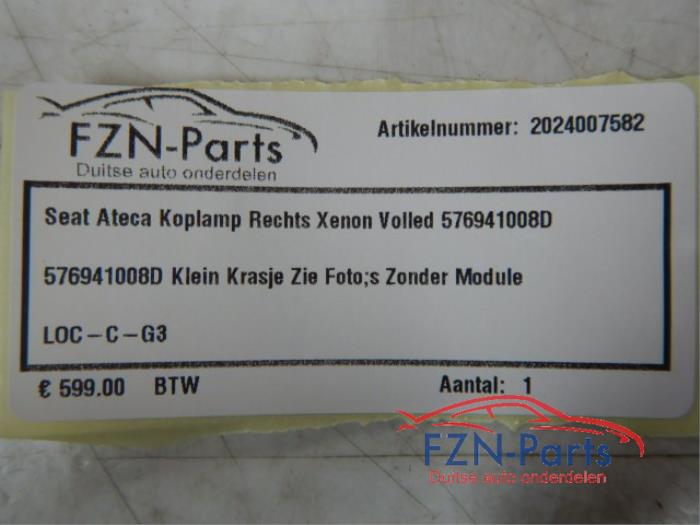 FZN-Parts
Duitse auto onderdelen
Artikelnummer: 2024007582
Seat Ateca Koplamp Rechts Xenon Volled 576941008D
576941008D Klein Krasje Zie Foto;s Zonder Module
LOC-C-G3
€ 599.00 BTW Aantal: 1
FZN-Parts
Duitse auto onderdelen